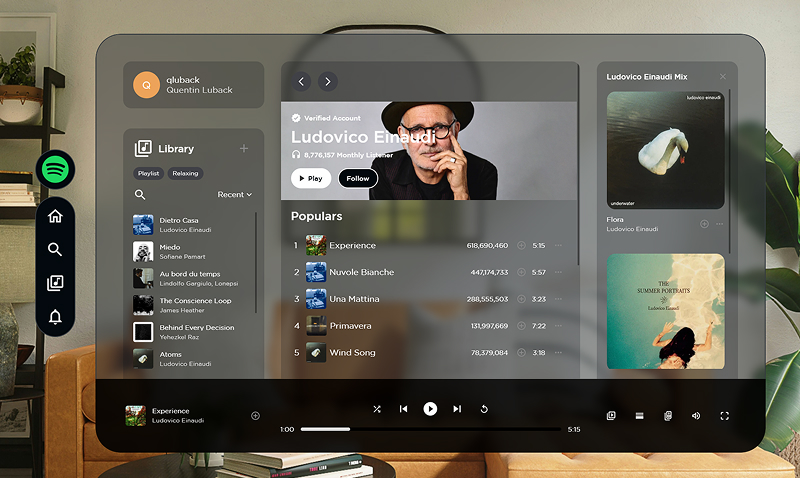 qluback
Quentin Luback
Q
Library
Playlist
Relaxing
Recent
Dietro Casa
Ludovico Einaudi
Miedo
Sofiane Pamart
Au bord du temps
Lindolfo Gargiulo, Lonepsi
The Conscience Loop
James Heather
Behind Every Decision
Yehezkel Raz
Atoms
Ludovico Einaudi
Verified Account
Ludovico Einaudi
8,776,157 Monthly Listener
Play
Follow
Populars
1 Experience 618,690,460 5:15
2 Nuvole Bianche 447,174,733 5:57
3 Una Mattina 288,555,503 3:23
4 Primavera 131,997,669 7:22
5 Wind Song 78,379,084 3:18
Ludovico Einaudi Mix
ludovico einaudi
underwater
Flora
Ludovico Einaudi
THE
SUMMER PORTRAITS
Ludovico Einaudi
Experience
Ludovico Einaudi
1:00
5:15